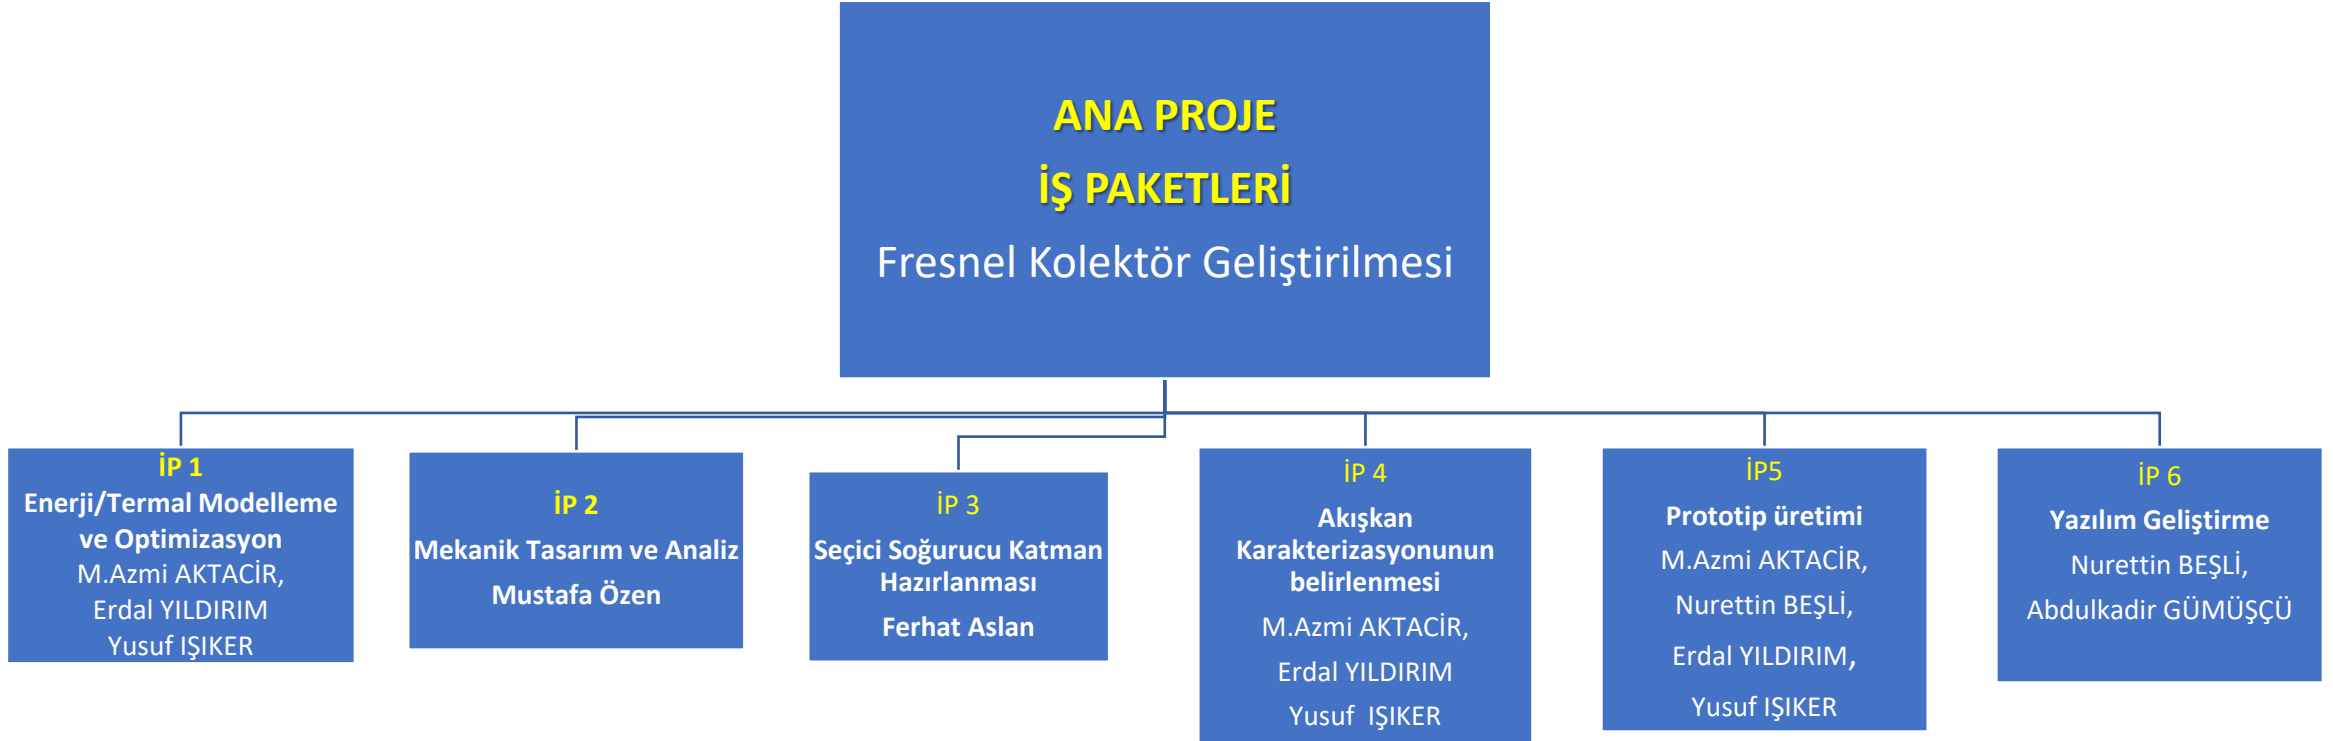 ANA PROJE
İŞ PAKETLERİ
Fresnel Kolektör Geliştirilmesi
İP 1
Enerji/Termal Modelleme
ve Optimizasyon
M.Azmi AKTACİR,
Erdal YILDIRIM
Yusuf IŞIKER
İP 2
Mekanik Tasarım ve Analiz
Mustafa Özen
İP 3
Seçici Soğurucu Katman
Hazırlanması
Ferhat Aslan
İP 4
Akışkan
Karakterizasyonunun
belirlenmesi
M.Azmi AKTACİR,
Erdal YILDIRIM
Yusuf  IŞIKER
İP5
Prototip üretimi
M.Azmi AKTACİR,
Nurettin BEŞLİ,
Erdal YILDIRIM,
Yusuf IŞIKER
İP 6
Yazılım Geliştirme
Nurettin BEŞLİ,
Abdulkadir GÜMÜŞÇÜ